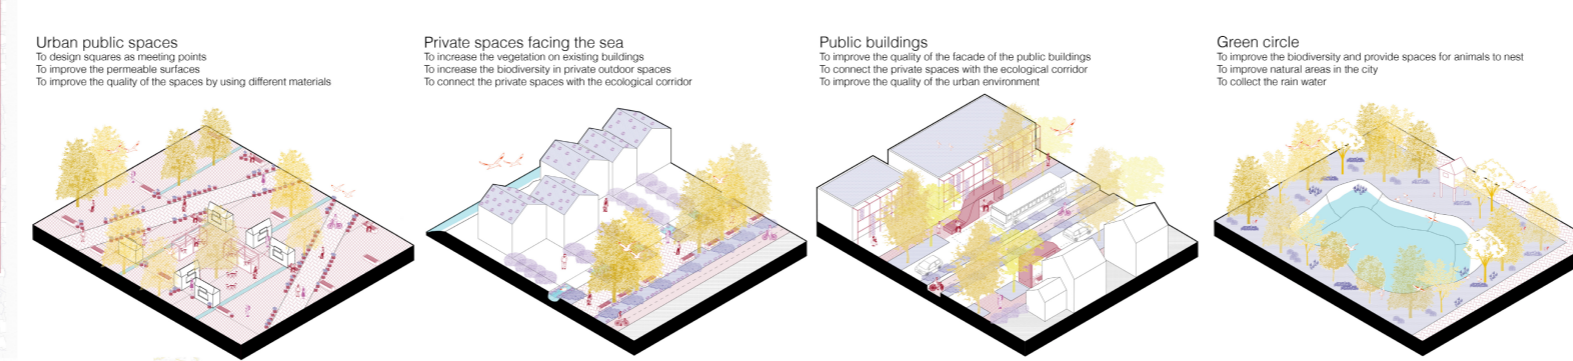 Urban public spaces
To design squares as meeting points
To improve the permeable surfaces
To improve the quality of the spaces by using different materials
Private spaces facing the sea
To increase the vegetation on existing buildings
To increase the biodiversity in private outdoor spaces
To connect the private spaces with the ecological corridor
Public buildings
To improve the quality of the facade of the public buildings
To connect the private spaces with the ecological corridor
To improve the quality of the urban environment
Green circle
To improve the biodiversity and provide spaces for animals to nest
To improve natural areas in the city
To collect the rain water